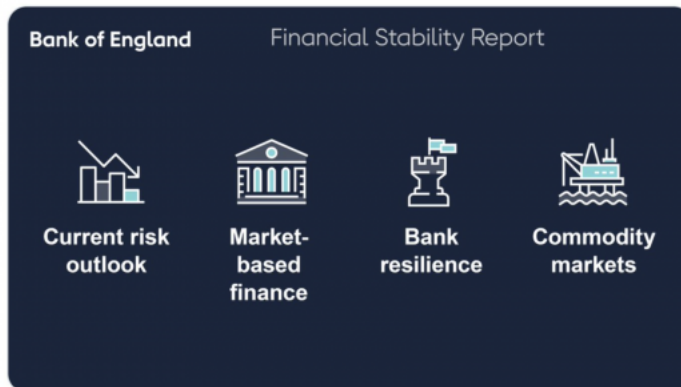 Bank of England
Financial Stability Report
Current risk
outlook
Market-
based
finance
Bank
resilience
Commodity
markets